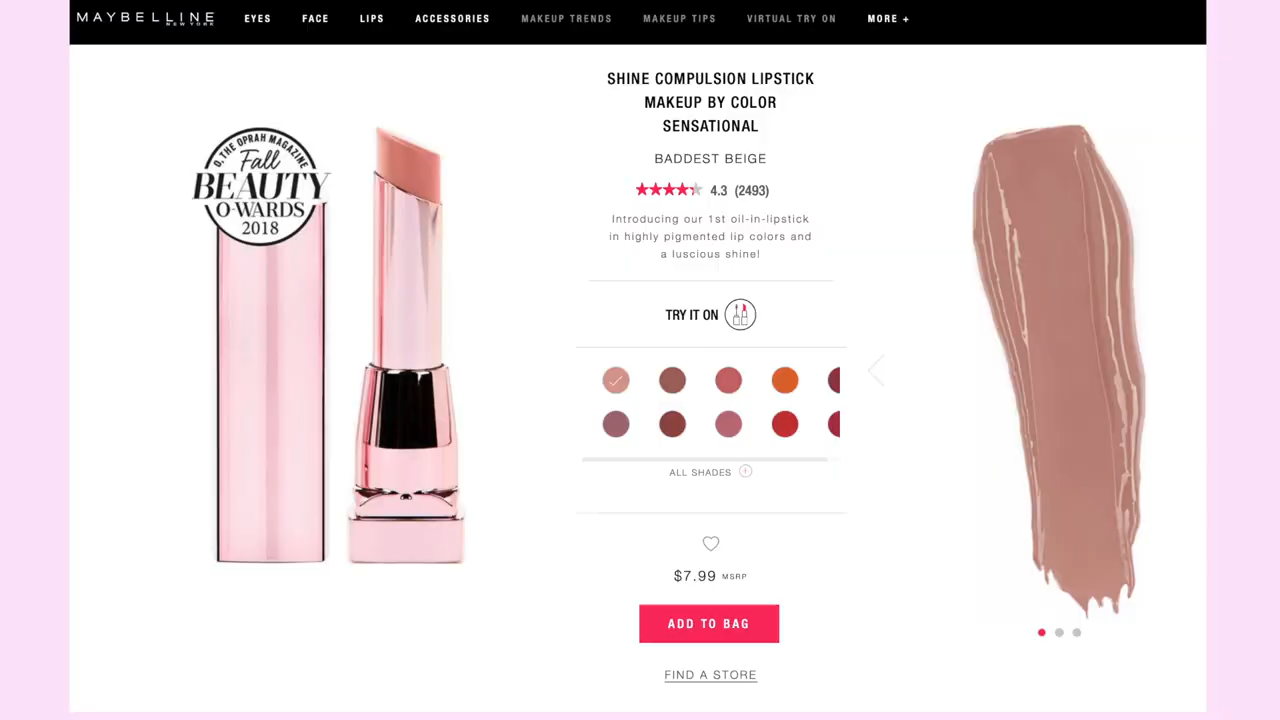 MAYBELLINE
NEW YORK
EYES
FACE
LIPS
ACCESSORIES
MAKEUP TRENDS
MAKEUP TIPS
VIRTUAL TRY ON
MORE +
O, THE OPRAH MAGAZINE
Fall
BEAUTY
O-WARDS
2018
SHINE COMPULSION LIPSTICK
MAKEUP BY COLOR
SENSATIONAL
BADDEST BEIGE
4.3 (2493)
Introducing our 1st oil-in-lipstick
in highly pigmented lip colors and
a luscious shine!
TRY IT ON
ALL SHADES
$7.99 MSRP
ADD TO BAG
FIND A STORE